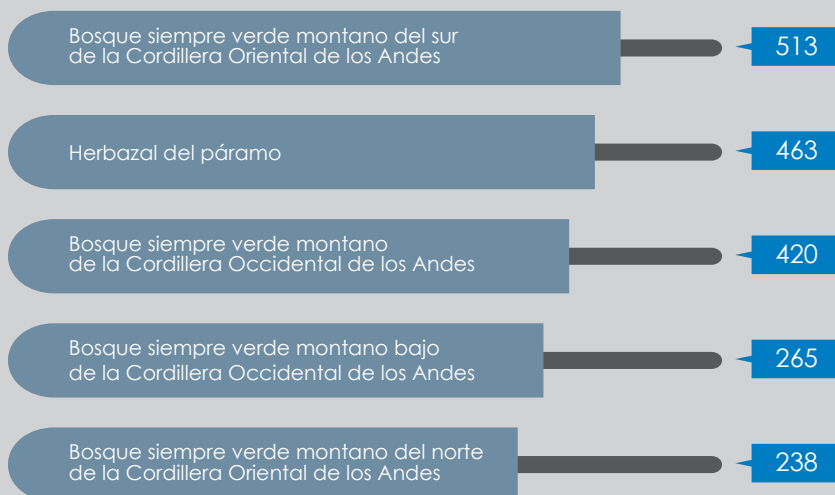 Bosque siempre verde montano del sur
de la Cordillera Oriental de los Andes
513
Herbazal del páramo
463
Bosque siempre verde montano
de la Cordillera Occidental de los Andes
420
Bosque siempre verde montano bajo
de la Cordillera Occidental de los Andes
265
Bosque siempre verde montano del norte
de la Cordillera Oriental de los Andes
238